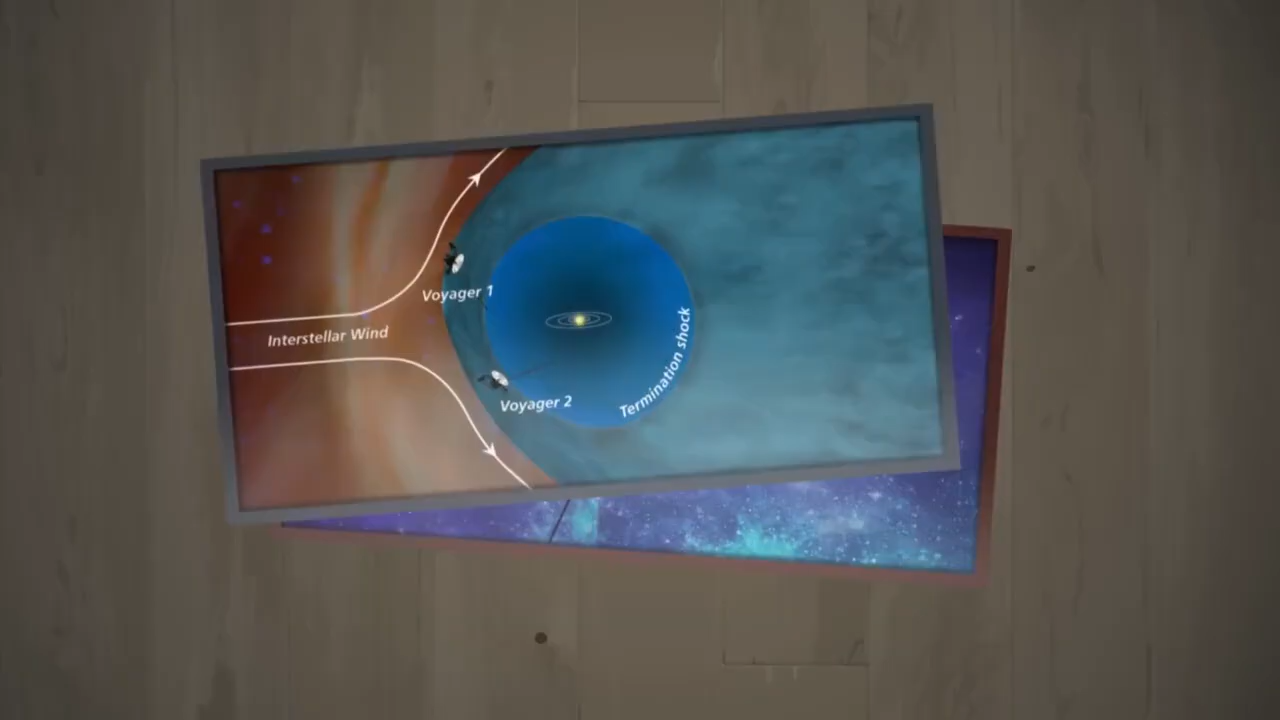 Voyager 1
Interstellar Wind
Voyager 2
Termination shock